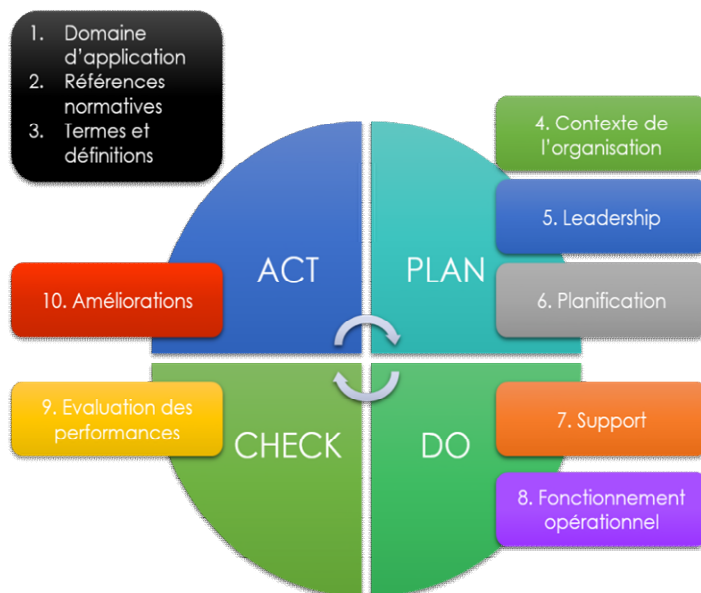 1. Domaine
d'application
2. Références
normatives
3. Termes et
définitions
4. Contexte de
l'organisation
5. Leadership
6. Planification
ACT
PLAN
10. Améliorations
9. Evaluation des
performances
CHECK
DO
7. Support
8. Fonctionnement
opérationnel